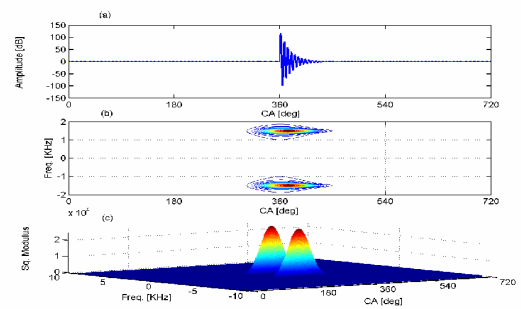 (a)
Amplitude [dB]
150
100
50
0
-50
-100
-150
0 180 360 540 720
CA [deg]
(b)
Freq. [KHz]
2
1
0
-1
-2
0 180 360 540 720
CA [deg]
(c)
Sq. Modulus
2
1
0
10 5 0 -5 -10
Freq. [KHz]
0 180 360 540 720
CA [deg]